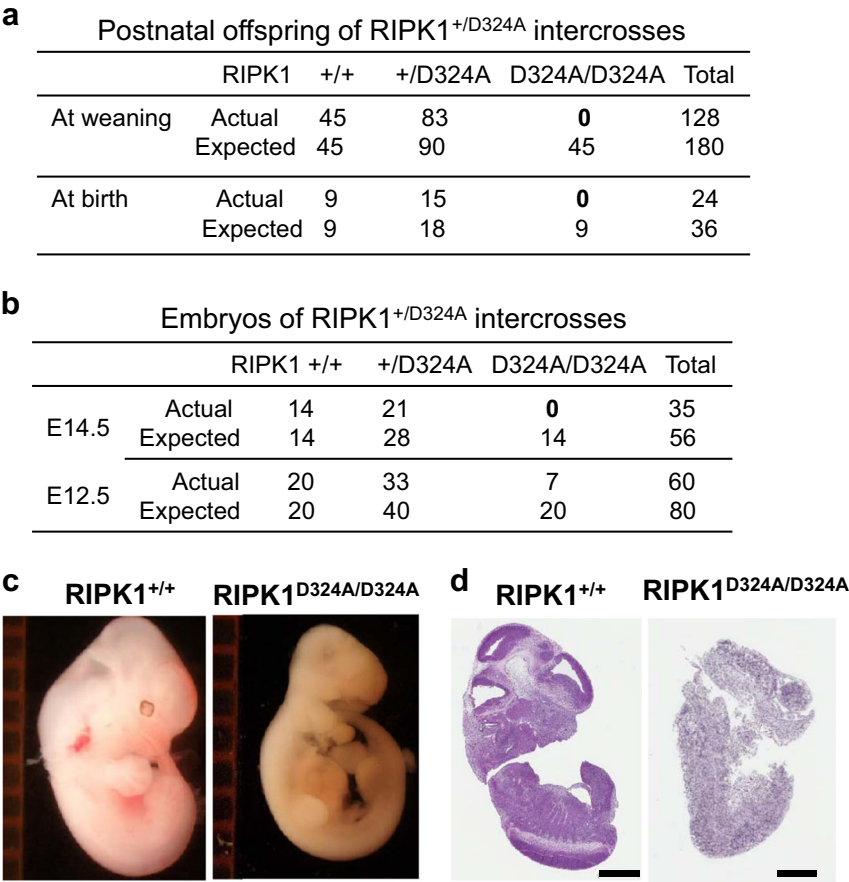 a
Postnatal offspring of RIPK1+/D324A intercrosses
RIPK1 +/+ +/D324A D324A/D324A Total
At weaning Actual 45 83 0 128
Expected 45 90 45 180
At birth Actual 9 15 0 24
Expected 9 18 9 36
b
Embryos of RIPK1+/D324A intercrosses
RIPK1 +/+ +/D324A D324A/D324A Total
E14.5 Actual 14 21 0 35
Expected 14 28 14 56
E12.5 Actual 20 33 7 60
Expected 20 40 20 80
c RIPK1+/+ RIPK1D324A/D324A
d RIPK1+/+ RIPK1D324A/D324A